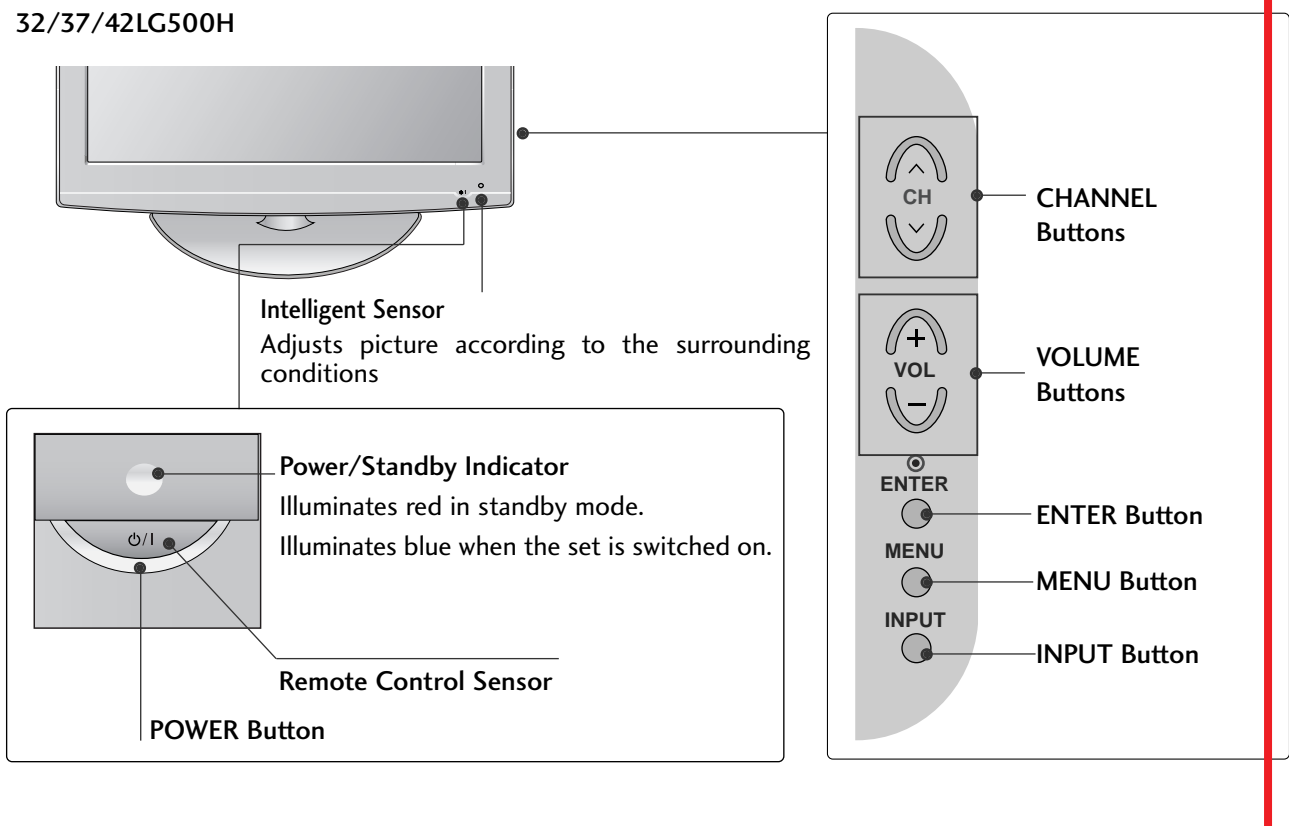 32/37/42LG500H
Intelligent Sensor
Adjusts picture according to the surrounding
conditions
Power/Standby Indicator
Illuminates red in standby mode.
Illuminates blue when the set is switched on.
⏻/I
Remote Control Sensor
POWER Button
CH
CHANNEL
Buttons
+
VOL
-
VOLUME
Buttons
ENTER
ENTER Button
MENU
MENU Button
INPUT
INPUT Button